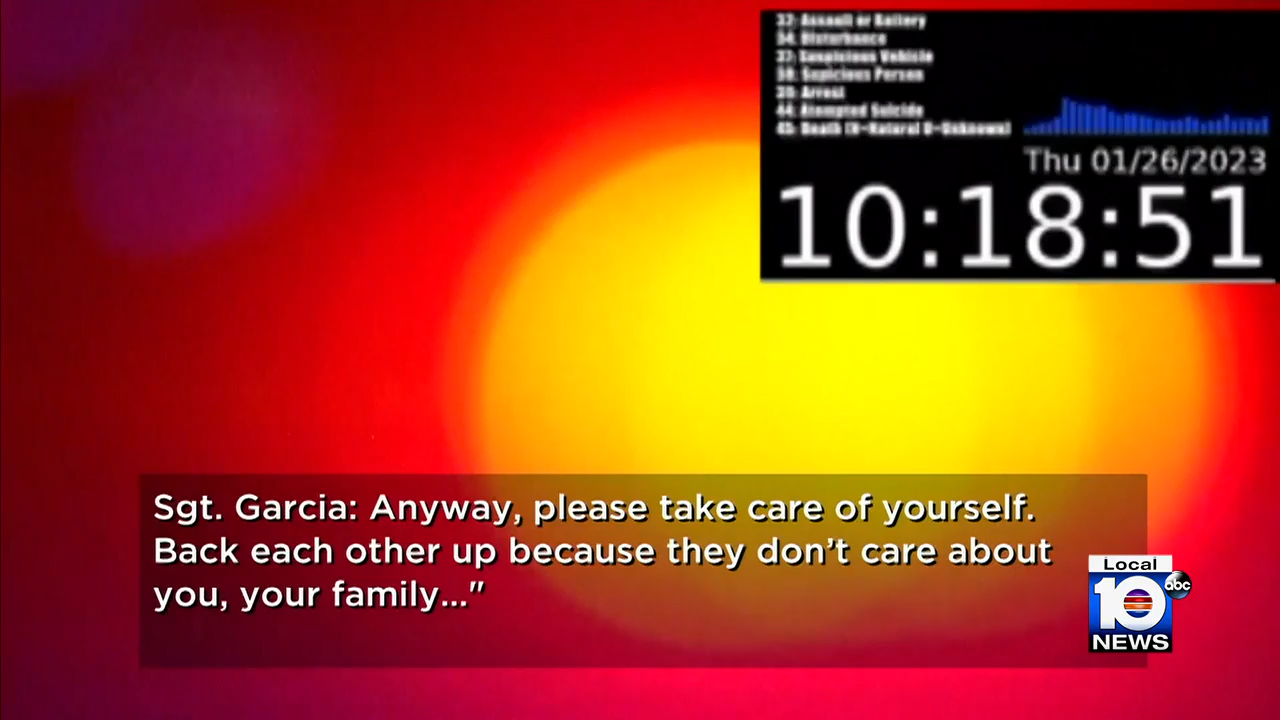 32: Assault or Battery
34: Disturbance
37: Suspicious Vehicle
38: Supicious Person
39: Arrest
44: Atempted Suicide
45: Death (N-Natural U-Unknown)
Thu 01/26/2023
10:18:51
Sgt. Garcia: Anyway, please take care of yourself.
Back each other up because they don’t care about
you, your family..."
Local
10
abc
NEWS